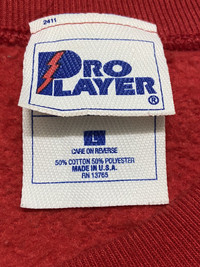 2411
PRO
PLAYER®
L
CARE ON REVERSE
50% COTTON 50% POLYESTER
MADE IN U.S.A.
RN 13765